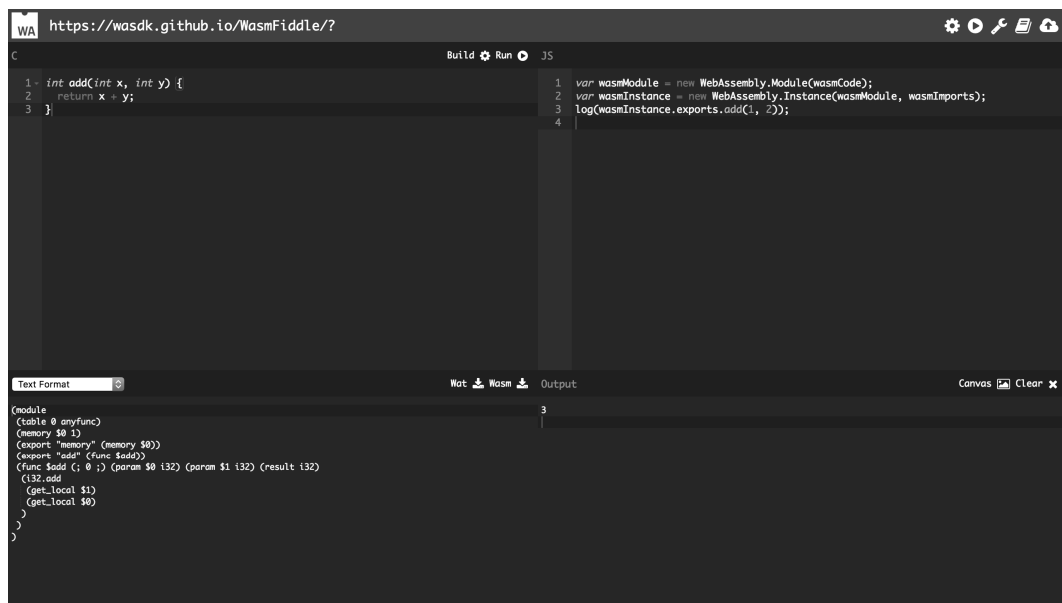 WA https://wasdk.github.io/WasmFiddle/?
C Build Run
1 int add(int x, int y) {
2 return x + y;
3 }
JS
1 var wasmModule = new WebAssembly.Module(wasmCode);
2 var wasmInstance = new WebAssembly.Instance(wasmModule, wasmImports);
3 log(wasmInstance.exports.add(1, 2));
4
Text Format Wat Wasm
(module
(table 0 anyfunc)
(memory $0 1)
(export "memory" (memory $0))
(export "add" (func $add))
(func $add (; 0 ;) (param $0 i32) (param $1 i32) (result i32)
(i32.add
(get_local $1)
(get_local $0)
)
)
)
Output Canvas Clear
3